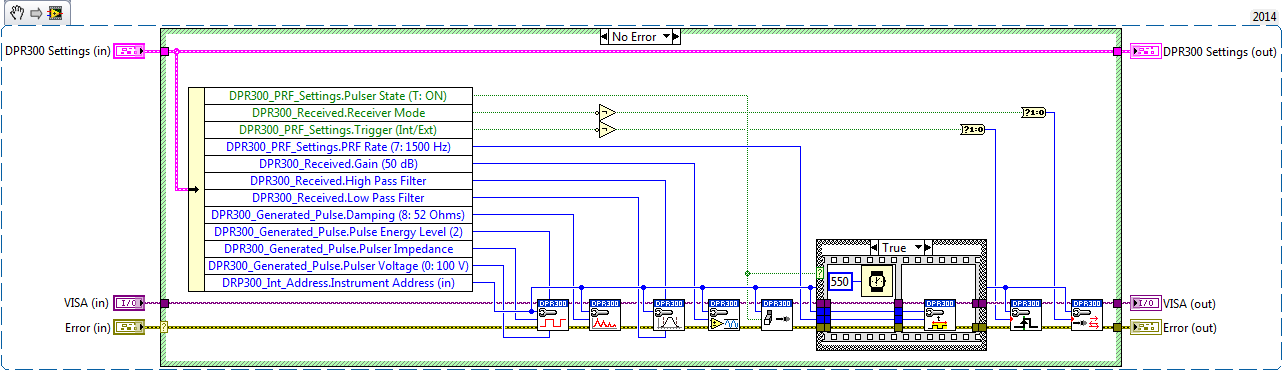 2014
No Error
DPR300 Settings (in)
DPR300 Settings (out)
DPR300_PRF_Settings.Pulser State (T: ON)
DPR300_Received.Receiver Mode
?1:0
DPR300_PRF_Settings.Trigger (Int/Ext)
?1:0
DPR300_PRF_Settings.PRF Rate (7: 1500 Hz)
DPR300_Received.Gain (50 dB)
DPR300_Received.High Pass Filter
DPR300_Received.Low Pass Filter
DPR300_Generated_Pulse.Damping (8: 52 Ohms)
DPR300_Generated_Pulse.Pulse Energy Level (2)
DPR300_Generated_Pulse.Pulser Impedance
True
DPR300_Generated_Pulse.Pulser Voltage (0: 100 V)
?
DRP300_Int_Address.Instrument Address (in)
550
VISA (in)
I/O
DPR300
DPR300
DPR300
DPR300
DPR300
DPR300
DPR300
DPR300
I/O
VISA (out)
Error (in)
?
Error (out)